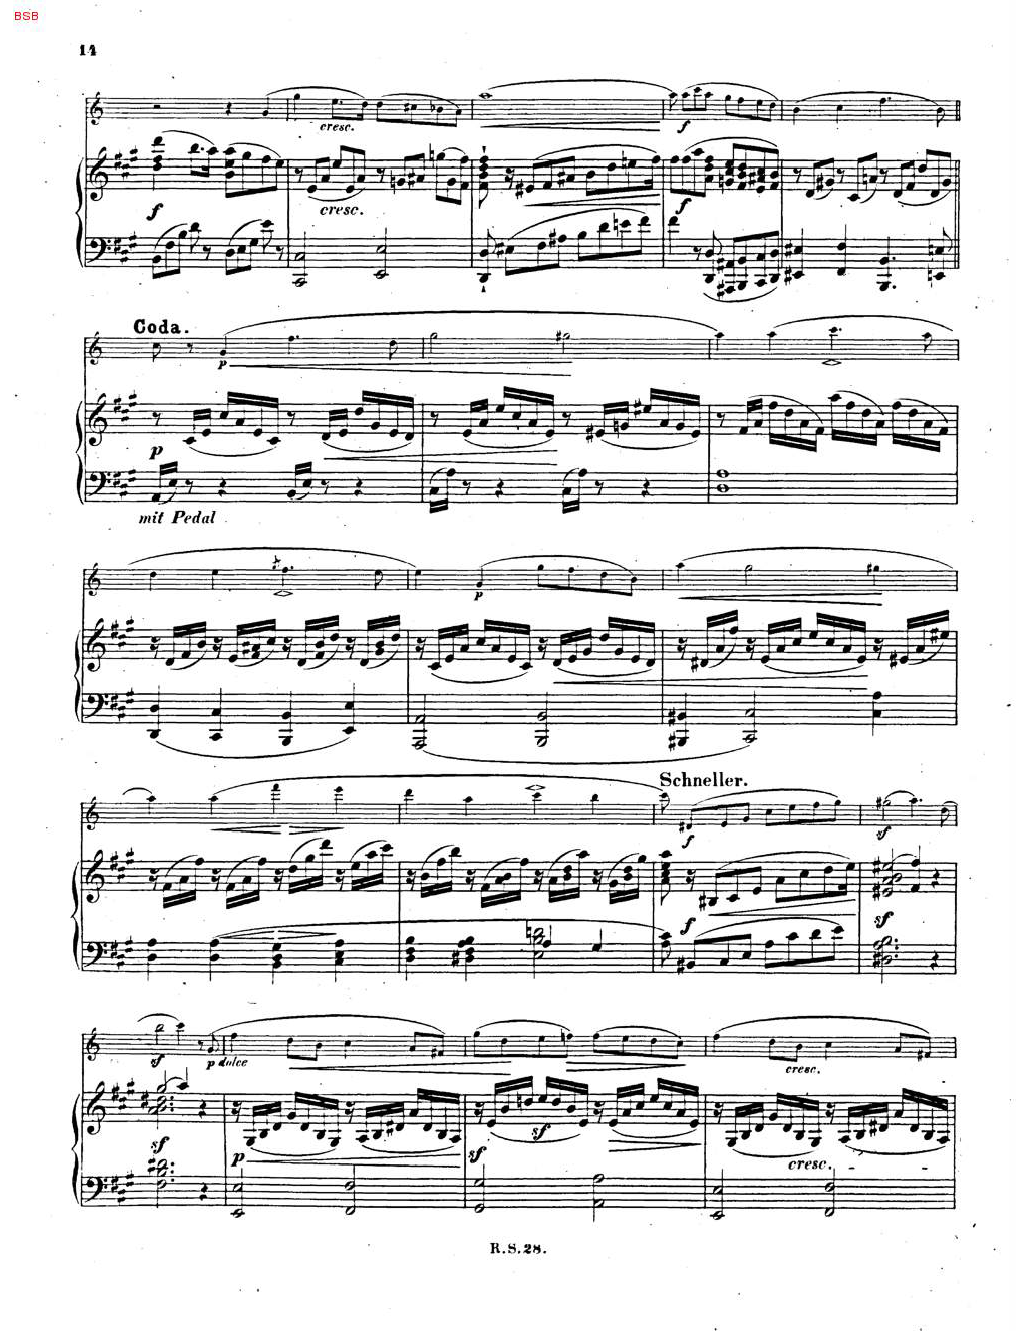 BSB
14
cresc.
f
f
cresc.
f
Coda.
p
p
mit Pedal
p
Schneller.
f
f
sf
sf
sf
p dolce
cresc.
sf
p
sf
sf
cresc.
R.S.28.